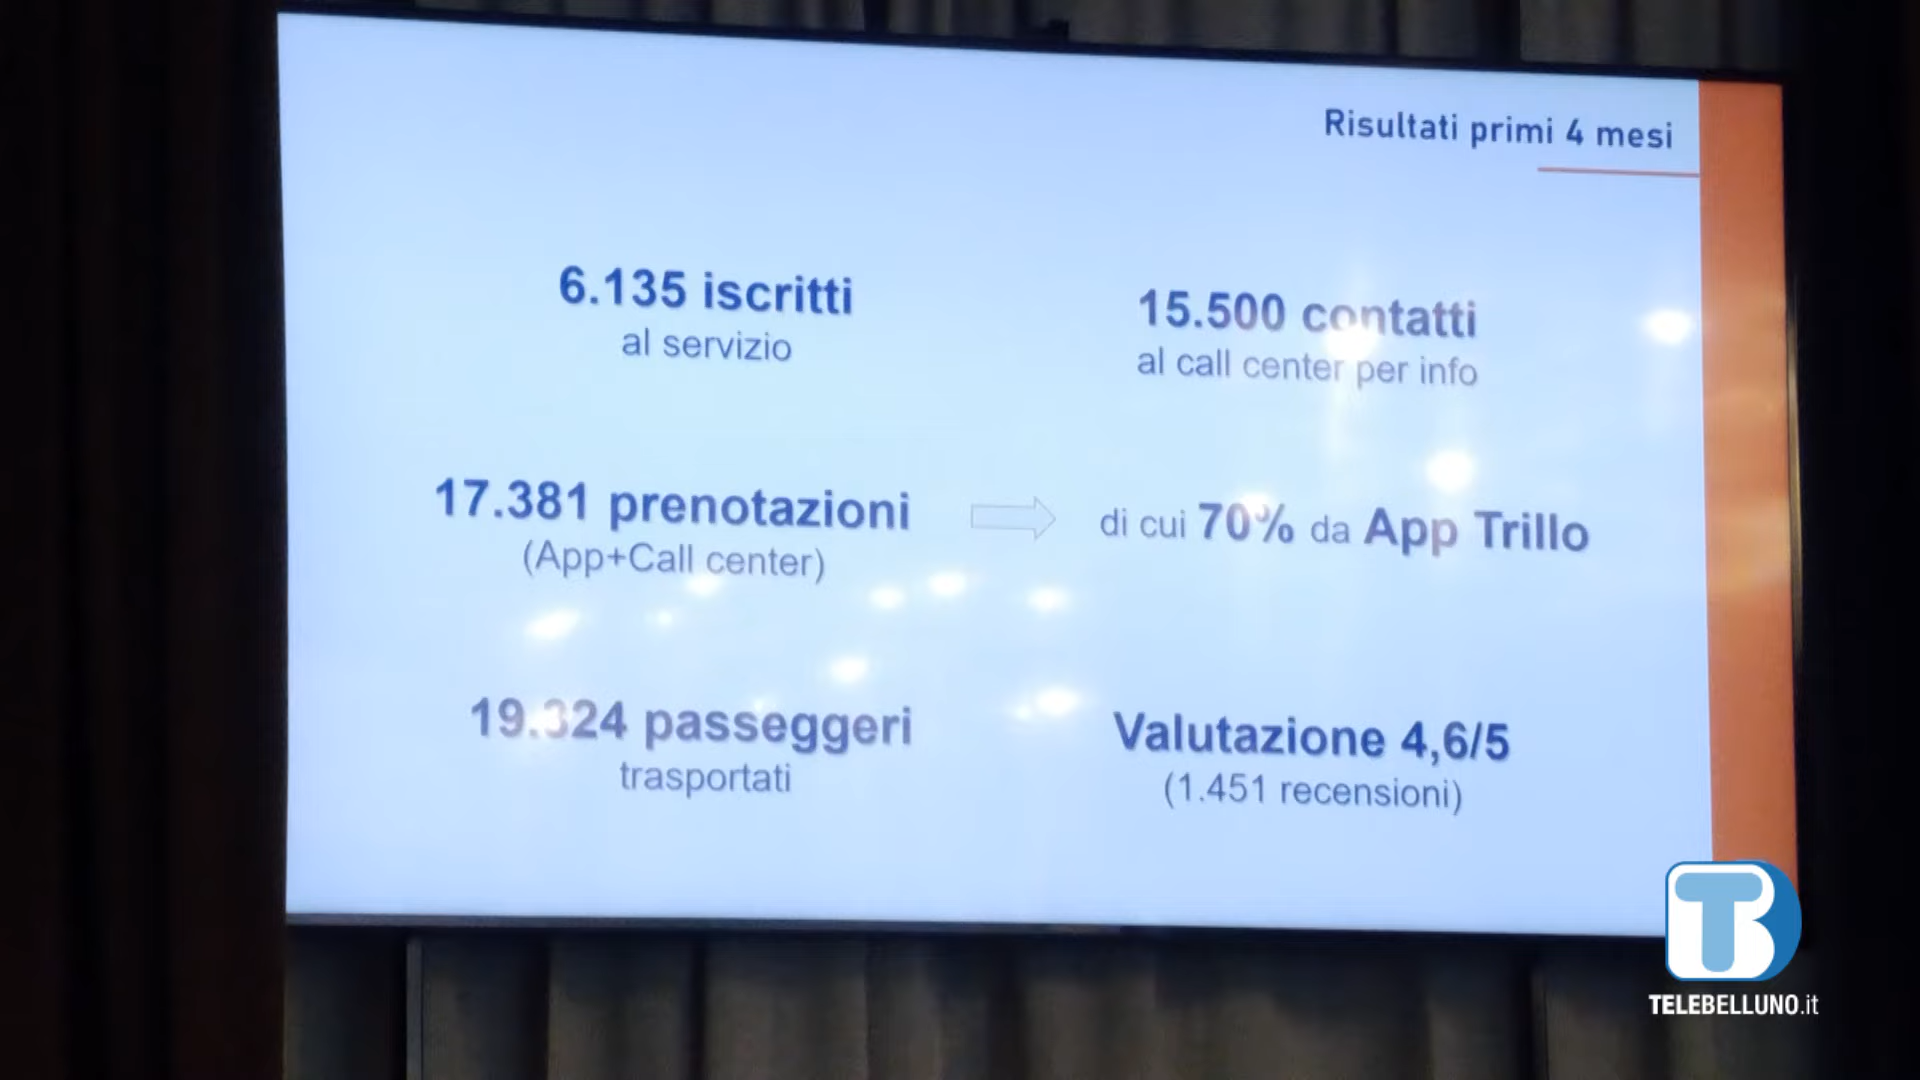 Risultati primi 4 mesi
6.135 iscritti
al servizio
15.500 contatti
al call center per info
17.381 prenotazioni
(App+Call center)
di cui 70% da App Trillo
19.324 passeggeri
trasportati
Valutazione 4,6/5
(1.451 recensioni)
TB
TELEBELLUNO.it